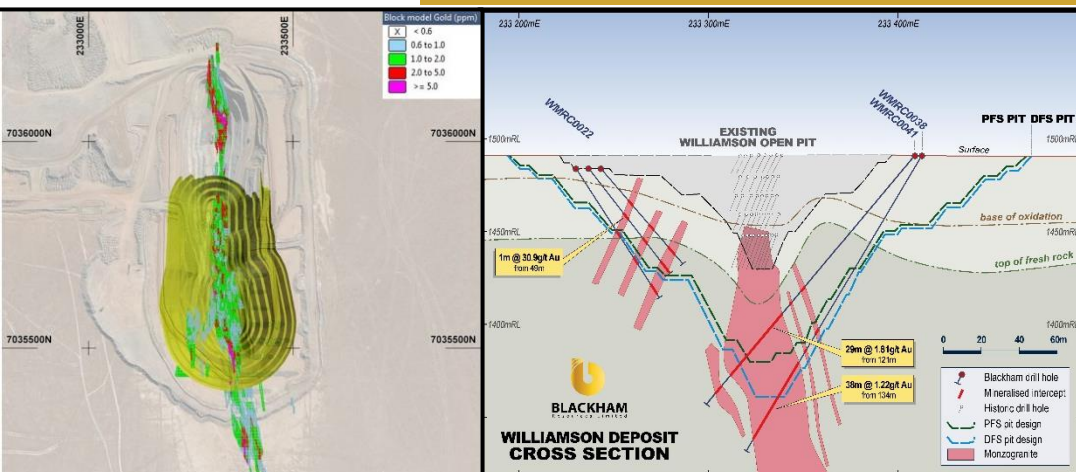 Block model Gold (ppm)
X < 0.6
0.6 to 1.0
1.0 to 2.0
2.0 to 5.0
>= 5.0
233000E
233500E
7036000N
7036000N
7035500N
7035500N
233 200mE
233 300mE
233 400mE
WMRC0022
WMRC0038
WMRC0041
PFS PIT DFS PIT
1500mRL
1500mRL
EXISTING
WILLIAMSON OPEN PIT
Surface
base of oxidation
1450mRL
1450mRL
top of fresh rock
1m @ 30.9g/t Au
from 49m
1400mRL
1400mRL
29m @ 1.81g/t Au
from 121m
38m @ 1.22g/t Au
from 134m
0 20 40 60m
Blackham drill hole
Mineralised intercept
Historic drill hole
PFS pit design
DFS pit design
Monzogranite
BLACKHAM
Resources Limited
WILLIAMSON DEPOSIT
CROSS SECTION